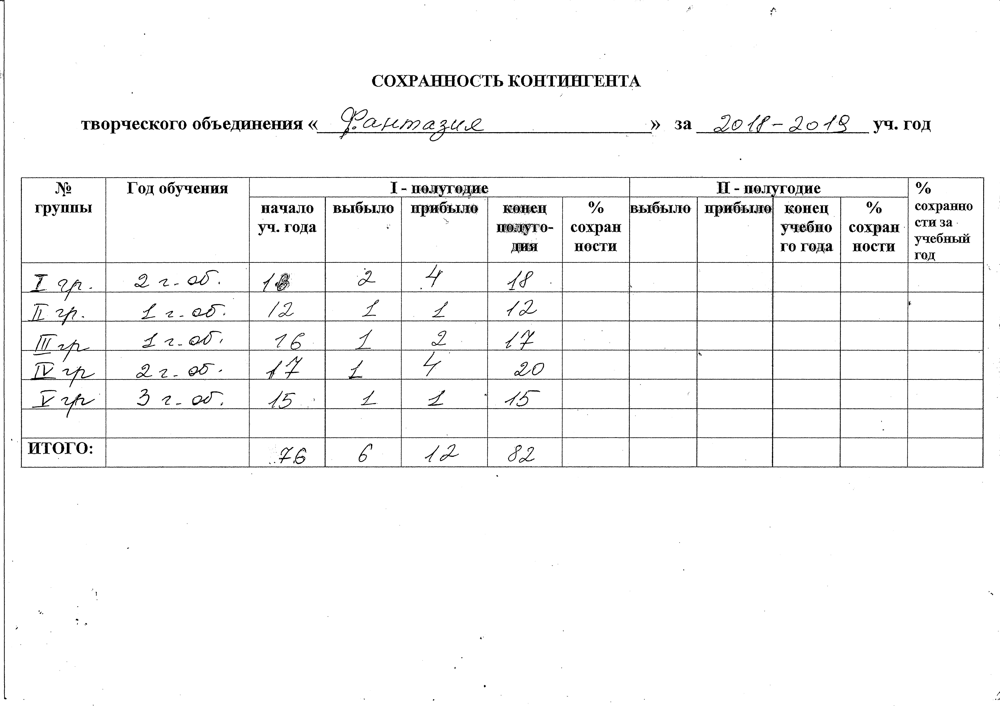 СОХРАННОСТЬ КОНТИНГЕНТА
творческого объединения « Фантазия » за 2018-2019 уч. год
№ группы Год обучения I - полугодие II - полугодие % сохранно сти за учебный год
начало уч. года выбыло прибыло конец полуго- дия % сохран ности выбыло прибыло конец учебно го года % сохран ности
I гр. 2 г. об. 16 2 4 18
II гр. 1 г. об. 12 1 1 12
III гр 1 г. об. 16 1 2 17
IV гр 2 г. об. 17 1 4 20
V гр 3 г. об. 15 1 1 15
ИТОГО: 76 6 12 82